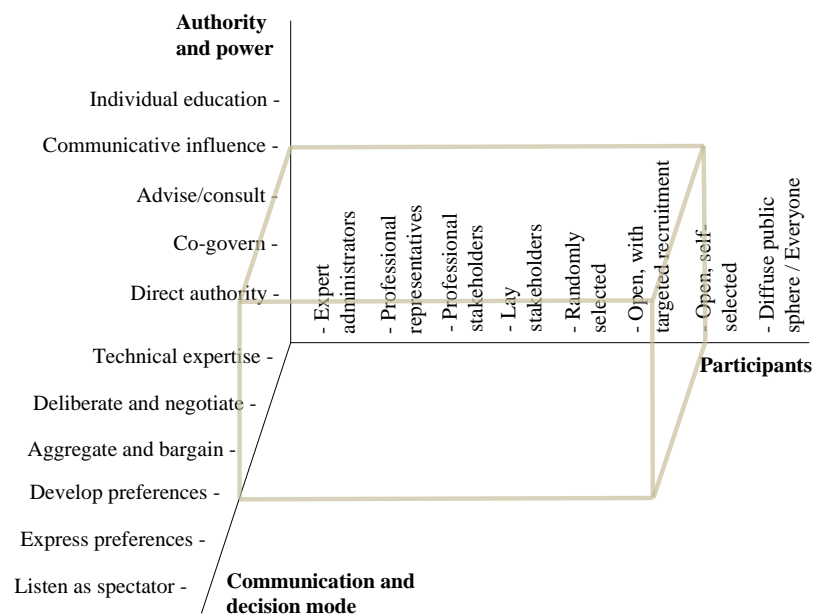 Authority
and power
Individual education -
Communicative influence -
Advise/consult -
Co-govern -
Direct authority -
- Expert
administrators
- Professional
representatives
- Professional
stakeholders
- Lay
stakeholders
- Randomly
selected
- Open, with
targeted recruitment
- Open, self-
selected
- Diffuse public
sphere / Everyone
Participants
Technical expertise -
Deliberate and negotiate -
Aggregate and bargain -
Develop preferences -
Express preferences -
Listen as spectator -
Communication and
decision mode